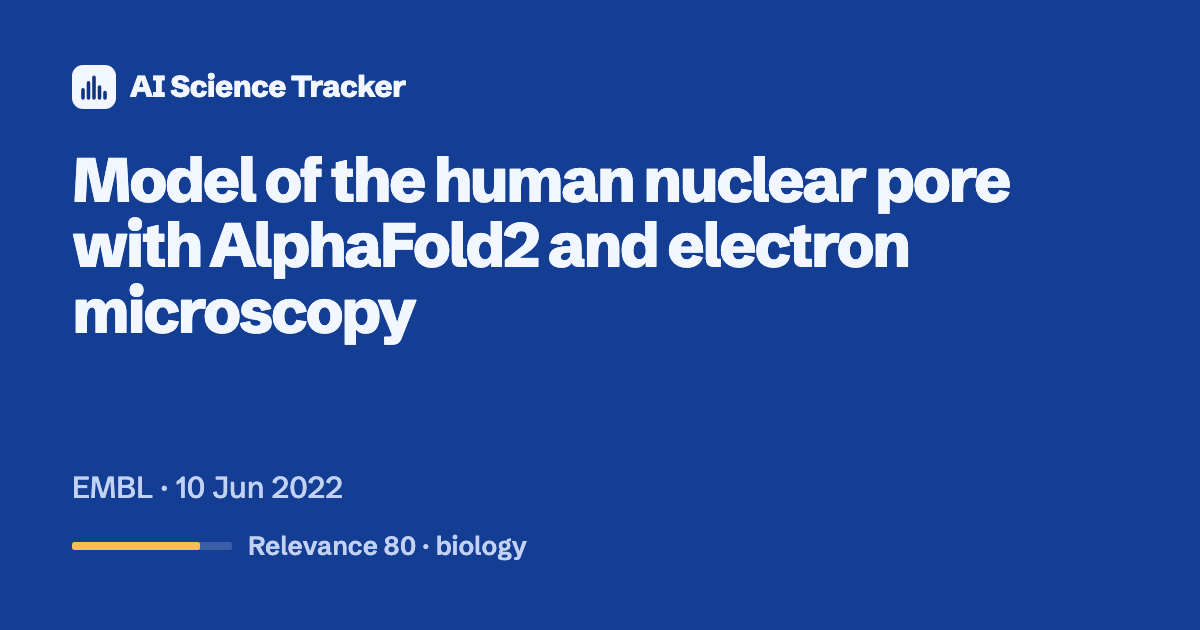 AI Science Tracker
Model of the human nuclear pore
with AlphaFold2 and electron
microscopy
EMBL · 10 Jun 2022
Relevance 80 · biology